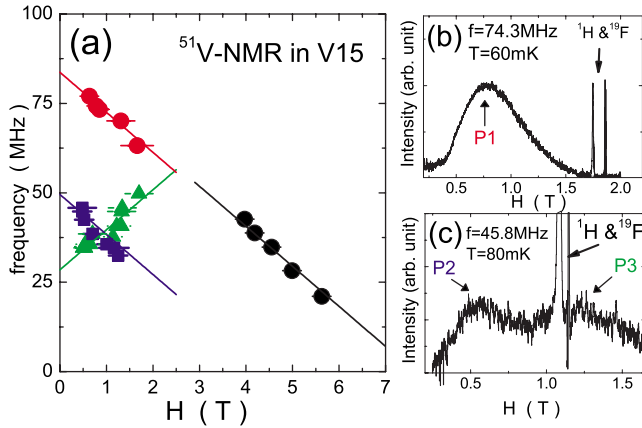 (a)
⁵¹V-NMR in V15
frequency ( MHz )
100
75
50
25
0
0 1 2 3 4 5 6 7
H ( T )
(b)
f=74.3MHz
T=60mK
¹H &¹⁹F
P1
Intensity (arb. unit)
0.5 1.0 1.5 2.0
H (T)
(c)
f=45.8MHz
T=80mK
¹H &¹⁹F
P2
P3
Intensity (arb. unit)
0.5 1.0 1.5
H (T)